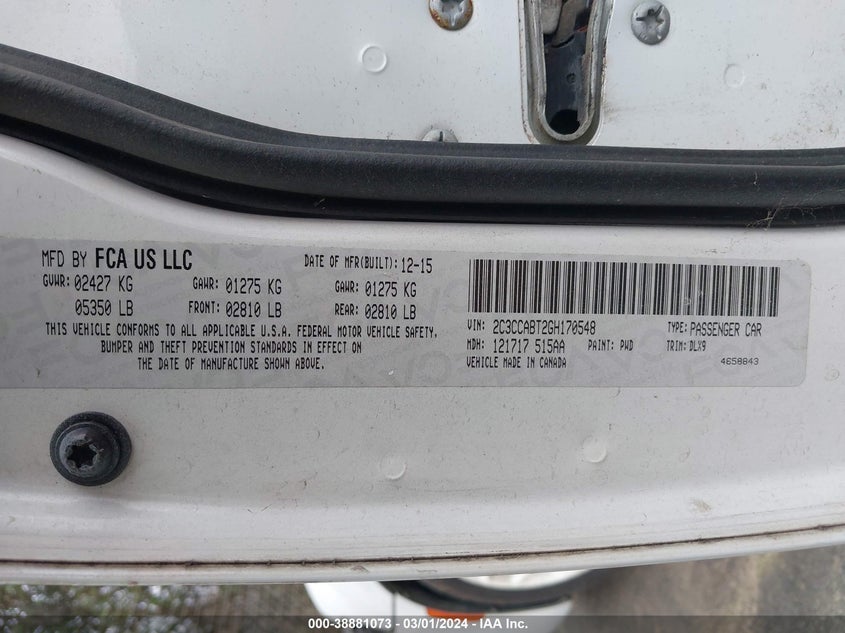 MFD BY FCA US LLC DATE OF MFR(BUILT): 12-15
GVWR: 02427 KG GAWR: 01275 KG GAWR: 01275 KG
05350 LB FRONT: 02810 LB REAR: 02810 LB
THIS VEHICLE CONFORMS TO ALL APPLICABLE U.S.A. FEDERAL MOTOR VEHICLE SAFETY,
BUMPER AND THEFT PREVENTION STANDARDS IN EFFECT ON
THE DATE OF MANUFACTURE SHOWN ABOVE.
VIN: 2C3CCABT2GH170548 TYPE: PASSENGER CAR
MDH: 121717 515AA PAINT: PWD TRIM: DLX9
VEHICLE MADE IN CANADA 4658843
000-38881073 - 03/01/2024 - IAA Inc.